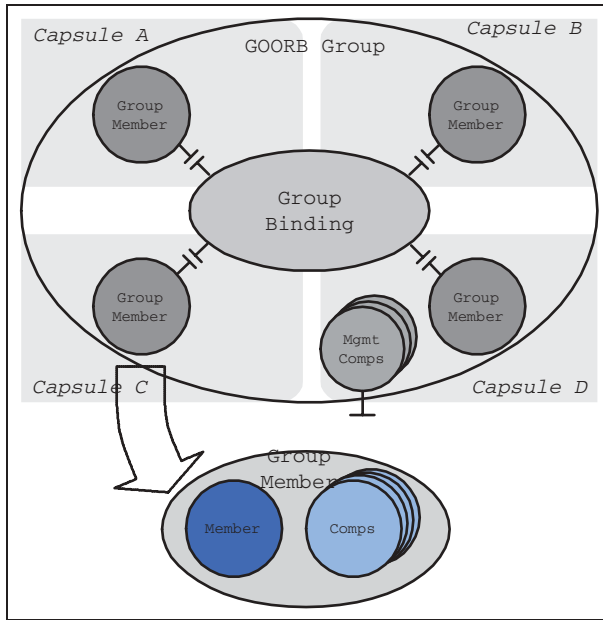 Capsule A
Capsule B
GOORB Group
Group
Member
Group
Member
Group
Binding
Group
Member
Group
Member
Mgmt
Comps
Capsule C
Capsule D
Group
Member
Member
Comps